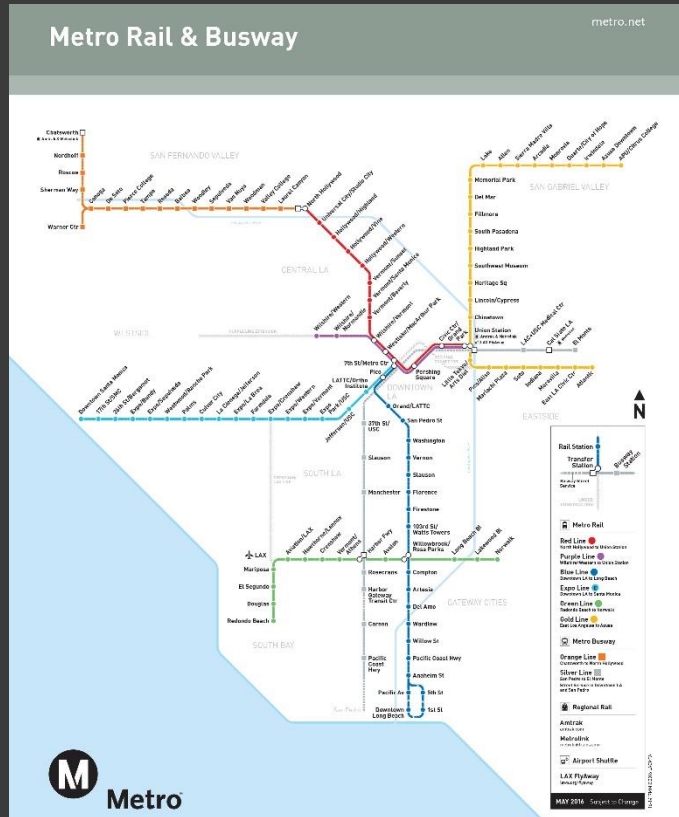 metro.net
Metro Rail & Busway
Chatsworth
Nordhoff
Roscoe
Sherman Way
Warner Ctr
Canoga
De Soto
Pierce College
Tampa
Reseda
Balboa
Woodley
Sepulveda
Van Nuys
Woodman
Valley College
Laurel Canyon
North Hollywood
SAN FERNANDO VALLEY
Universal City/Studio City
Hollywood/Highland
Hollywood/Vine
Hollywood/Western
Vermont/Sunset
Vermont/Santa Monica
Vermont/Beverly
CENTRAL LA
WESTSIDE
Wilshire/Western
Wilshire/
Normandie
Wilshire/Vermont
Westlake/MacArthur Park
Civic Ctr/
Grand
Park
Pershing
Square
7th St/Metro Ctr
Pico
LATTC/Ortho
Institute
DOWNTOWN
LA
Lake
Allen
Sierra Madre Villa
Arcadia
Monrovia
Duarte/City of Hope
Irwindale
Azusa Downtown
APU/Citrus College
SAN GABRIEL VALLEY
Memorial Park
Del Mar
Fillmore
South Pasadena
Highland Park
Southwest Museum
Heritage Sq
Lincoln/Cypress
Chinatown
Union Station
LAC+USC Medical Ctr
Cal State LA
El Monte
Little Tokyo/
Arts Dist
Pico/Aliso
Mariachi Plaza
Soto
Indiana
Maravilla
East LA Civic Ctr
Atlantic
EASTSIDE
Downtown Santa Monica
17th St/SMC
26th St/Bergamot
Expo/Bundy
Expo/Sepulveda
Westwood/Rancho Park
Palms
Culver City
La Cienega/Jefferson
Expo/La Brea
Farmdale
Expo/Crenshaw
Expo/Western
Expo/Vermont
Expo
Park/USC
Jefferson/USC
37th St/
USC
Slauson
Manchester
SOUTH LA
Grand/LATTC
San Pedro St
Washington
Vernon
Slauson
Florence
Firestone
103rd St/
Watts Towers
Willowbrook/
Rosa Parks
LAX
Aviation/LAX
Hawthorne/Lennox
Crenshaw
Vermont/
Athens
Harbor Fwy
Avalon
Long Beach Bl
Lakewood Bl
Norwalk
Mariposa
El Segundo
Douglas
Redondo Beach
SOUTH BAY
Rosecrans
Harbor
Gateway
Transit Ctr
Carson
Pacific
Coast
Hwy
San Pedro
Compton
Artesia
Del Amo
Wardlow
Willow St
Pacific Coast Hwy
Anaheim St
Pacific Av
5th St
Downtown
Long Beach
1st St
GATEWAY CITIES
N
Rail Station
Transfer
Station
Busway
Station
Metro Rail
Red Line
North Hollywood to Union Station
Purple Line
Wilshire/Western to Union Station
Blue Line
Downtown LA to Long Beach
Expo Line
Downtown LA to Santa Monica
Green Line
Redondo Beach to Norwalk
Gold Line
East Los Angeles to Azusa
Metro Busway
Orange Line
Chatsworth to North Hollywood
Silver Line
San Pedro to El Monte
Regional Rail
Amtrak
Metrolink
Airport Shuttle
LAX FlyAway
MAY 2016 Subject to Change
M
Metro